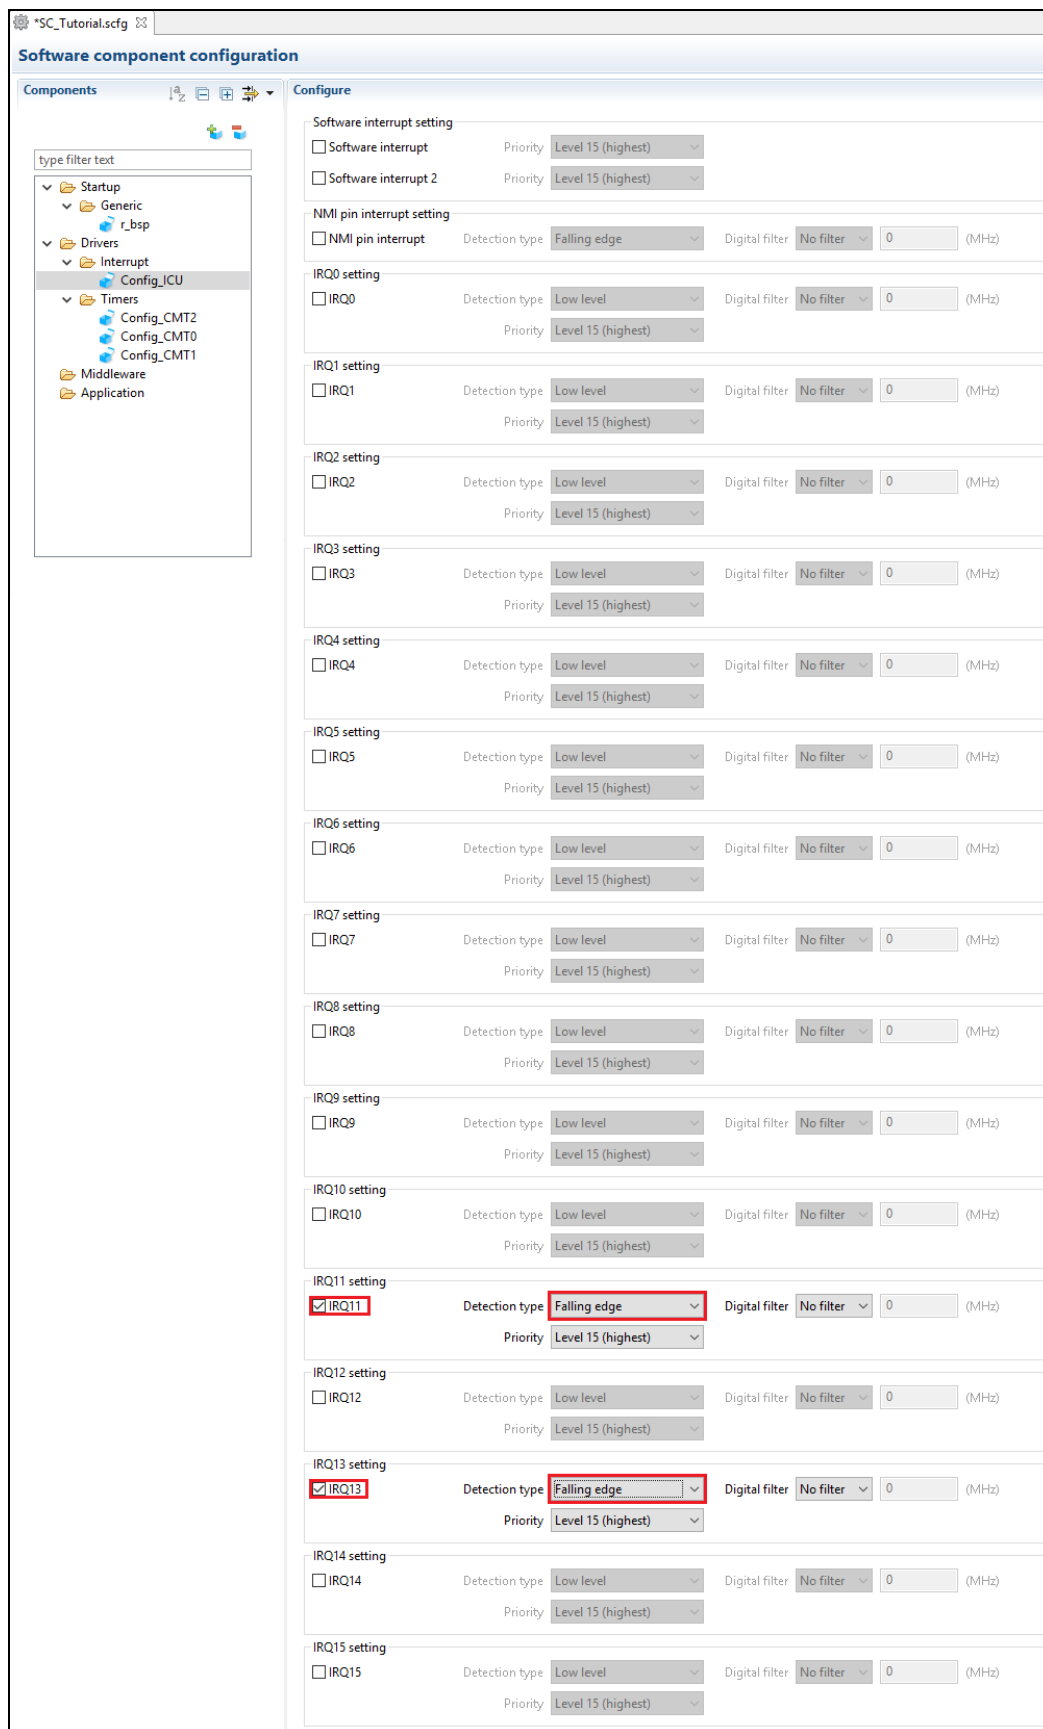 *SC_Tutorial.scfg
Software component configuration
Components
Configure
type filter text
Startup
Generic
r_bsp
Drivers
Interrupt
Config_ICU
Timers
Config_CMT2
Config_CMT0
Config_CMT1
Middleware
Application
Software interrupt setting
Software interrupt Priority Level 15 (highest)
Software interrupt 2 Priority Level 15 (highest)
NMI pin interrupt setting
NMI pin interrupt Detection type Falling edge Digital filter No filter 0 (MHz)
IRQ0 setting
IRQ0 Detection type Low level Digital filter No filter 0 (MHz)
Priority Level 15 (highest)
IRQ1 setting
IRQ1 Detection type Low level Digital filter No filter 0 (MHz)
Priority Level 15 (highest)
IRQ2 setting
IRQ2 Detection type Low level Digital filter No filter 0 (MHz)
Priority Level 15 (highest)
IRQ3 setting
IRQ3 Detection type Low level Digital filter No filter 0 (MHz)
Priority Level 15 (highest)
IRQ4 setting
IRQ4 Detection type Low level Digital filter No filter 0 (MHz)
Priority Level 15 (highest)
IRQ5 setting
IRQ5 Detection type Low level Digital filter No filter 0 (MHz)
Priority Level 15 (highest)
IRQ6 setting
IRQ6 Detection type Low level Digital filter No filter 0 (MHz)
Priority Level 15 (highest)
IRQ7 setting
IRQ7 Detection type Low level Digital filter No filter 0 (MHz)
Priority Level 15 (highest)
IRQ8 setting
IRQ8 Detection type Low level Digital filter No filter 0 (MHz)
Priority Level 15 (highest)
IRQ9 setting
IRQ9 Detection type Low level Digital filter No filter 0 (MHz)
Priority Level 15 (highest)
IRQ10 setting
IRQ10 Detection type Low level Digital filter No filter 0 (MHz)
Priority Level 15 (highest)
IRQ11 setting
IRQ11 Detection type Falling edge Digital filter No filter 0 (MHz)
Priority Level 15 (highest)
IRQ12 setting
IRQ12 Detection type Low level Digital filter No filter 0 (MHz)
Priority Level 15 (highest)
IRQ13 setting
IRQ13 Detection type Falling edge Digital filter No filter 0 (MHz)
Priority Level 15 (highest)
IRQ14 setting
IRQ14 Detection type Low level Digital filter No filter 0 (MHz)
Priority Level 15 (highest)
IRQ15 setting
IRQ15 Detection type Low level Digital filter No filter 0 (MHz)
Priority Level 15 (highest)